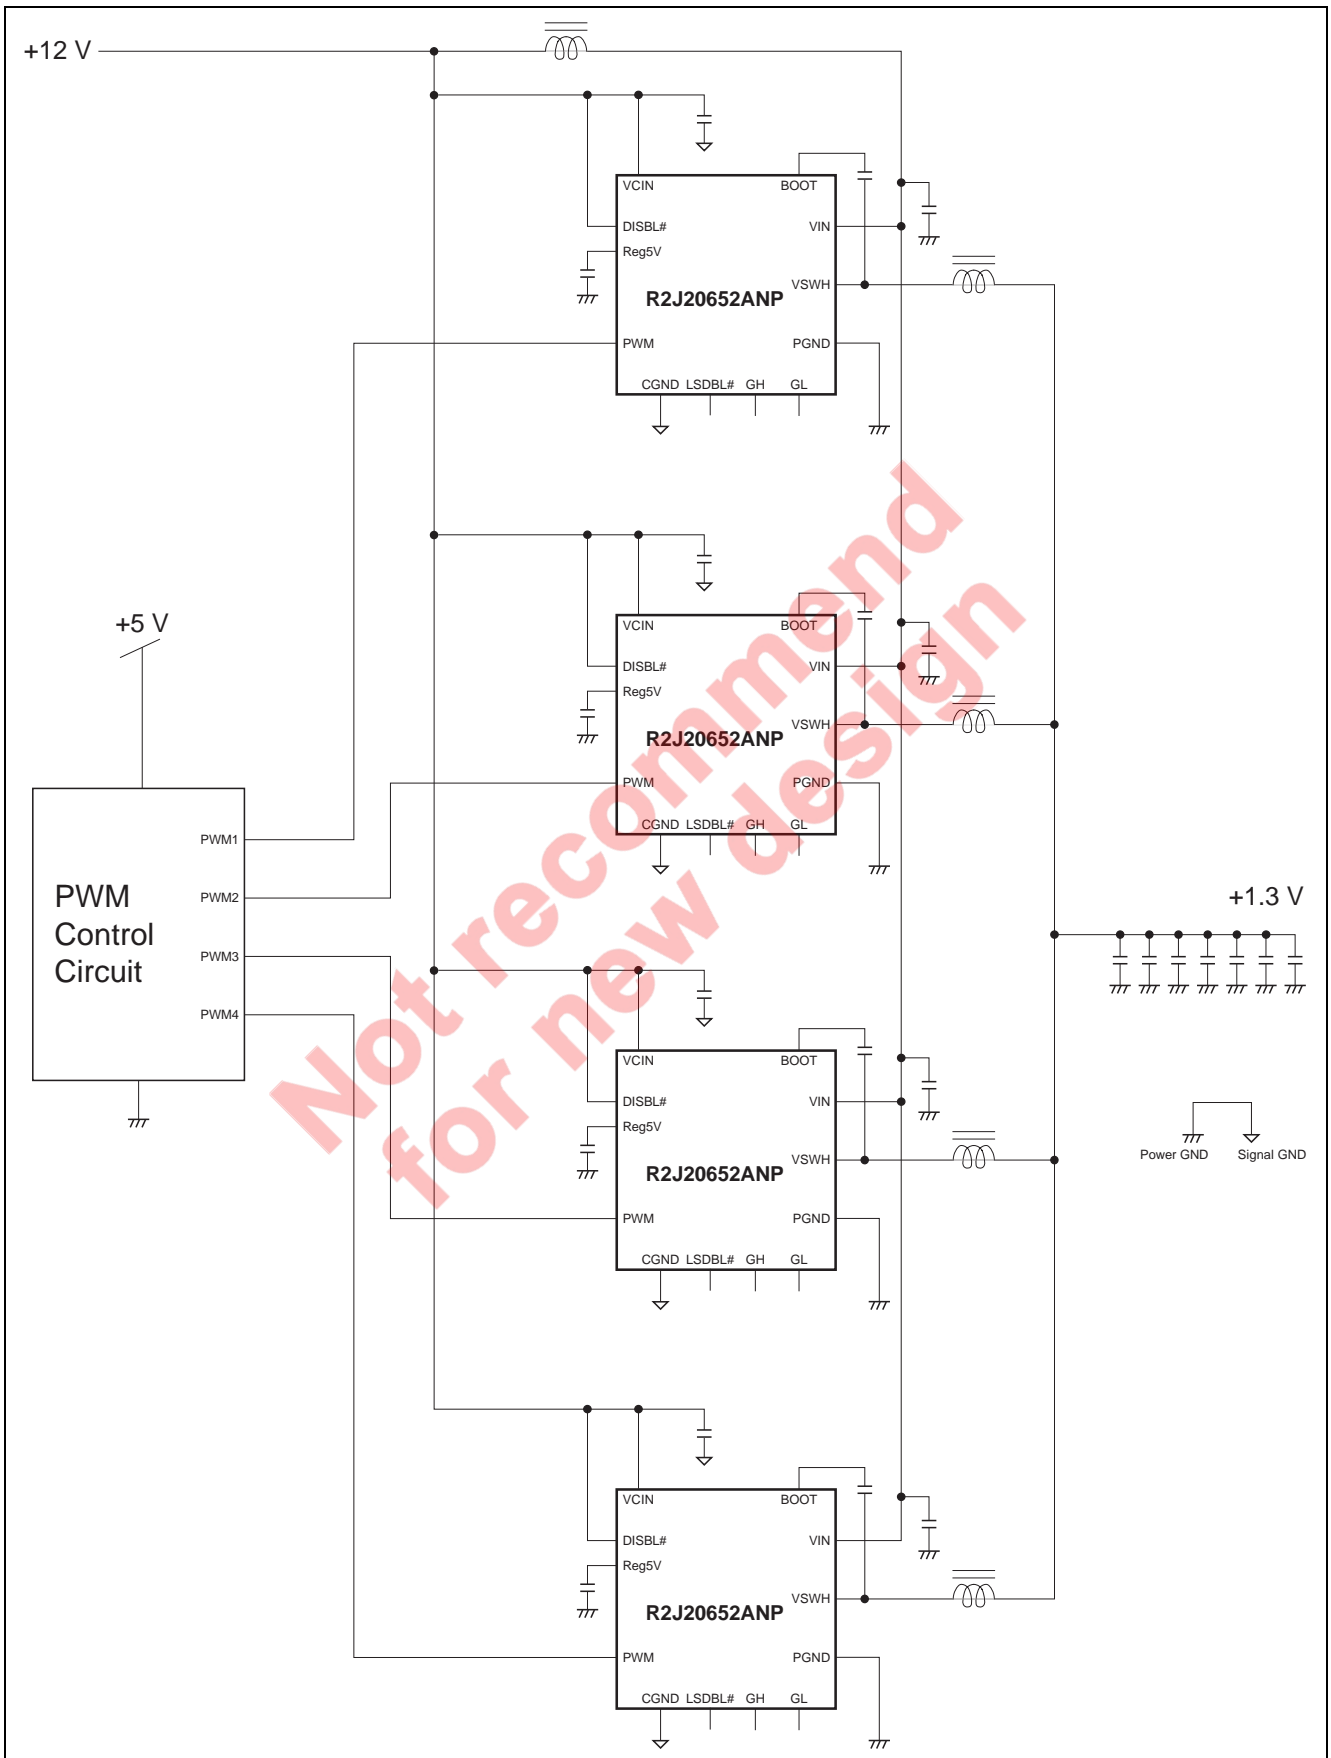 +12 V
VCIN
BOOT
DISBL#
VIN
Reg5V
VSWH
R2J20652ANP
PWM
PGND
CGND LSDBL# GH GL
+5 V
VCIN
BOOT
DISBL#
VIN
Reg5V
VSWH
R2J20652ANP
PWM
PGND
CGND LSDBL# GH GL
PWM
Control
Circuit
PWM1
PWM2
PWM3
PWM4
+1.3 V
VCIN
BOOT
DISBL#
VIN
Reg5V
VSWH
R2J20652ANP
PWM
PGND
CGND LSDBL# GH GL
Power GND
Signal GND
VCIN
BOOT
DISBL#
VIN
Reg5V
VSWH
R2J20652ANP
PWM
PGND
CGND LSDBL# GH GL
Not recommend
for new design